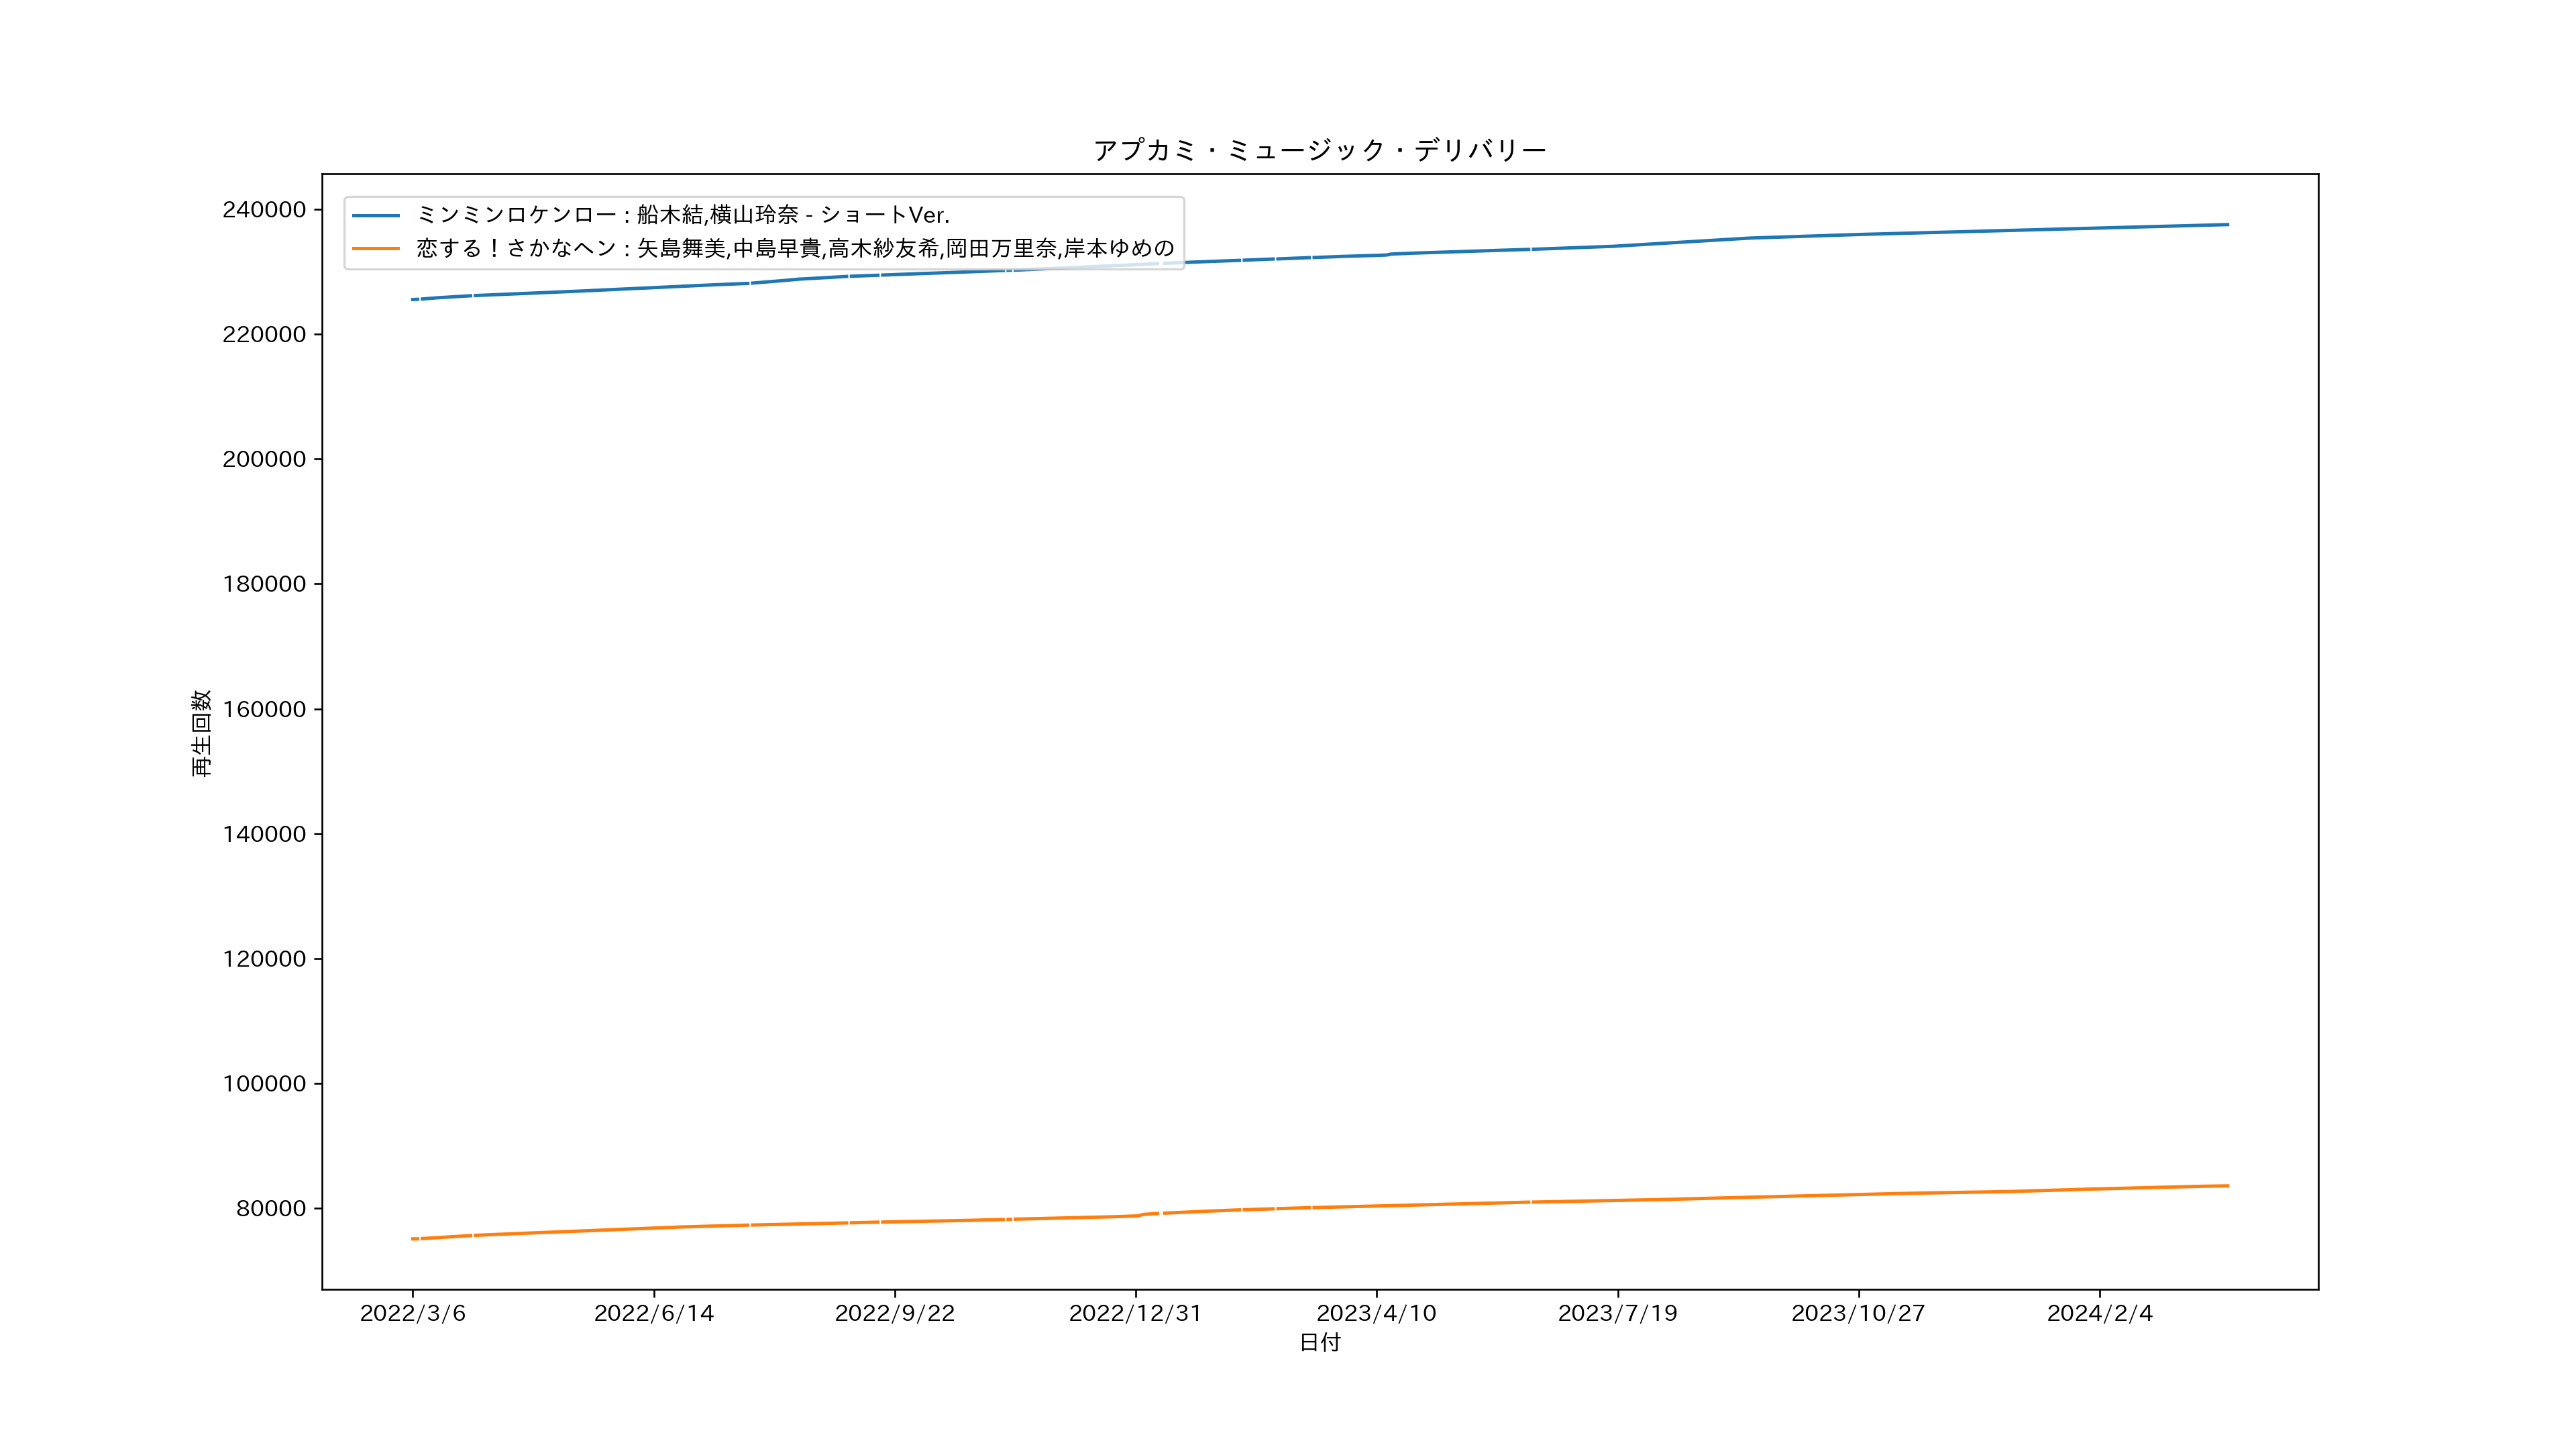 アプカミ・ミュージック・デリバリー
ミンミンロケンロー : 船木結,横山玲奈 - ショートVer.
恋する！さかなヘン : 矢島舞美,中島早貴,高木紗友希,岡田万里奈,岸本ゆめの
240000
220000
200000
180000
160000
140000
120000
100000
80000
再生回数
2022/3/6 2022/6/14 2022/9/22 2022/12/31 2023/4/10 2023/7/19 2023/10/27 2024/2/4
日付